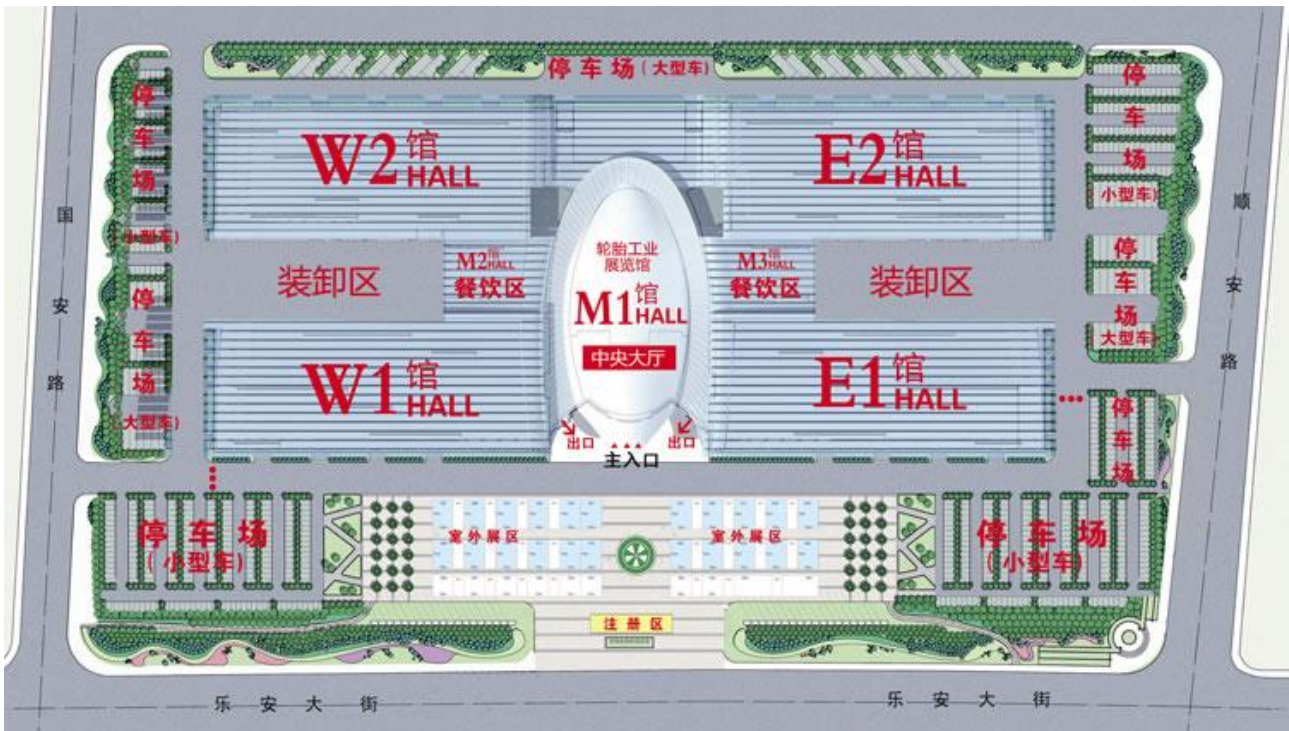 停车场(大型车)
停车场
(小型车)
停车场
(大型车)
W2馆
HALL
E2馆
HALL
停车场
(小型车)
停车场
(大型车)
国安路
顺安路
装卸区
M2馆
HALL
餐饮区
轮胎工业
展览馆
M1馆
HALL
中央大厅
M3馆
HALL
餐饮区
装卸区
W1馆
HALL
E1馆
HALL
停车场
出口
出口
主入口
停车场
(小型车)
室外展区
室外展区
停车场
(小型车)
注册区
乐安大街
乐安大街